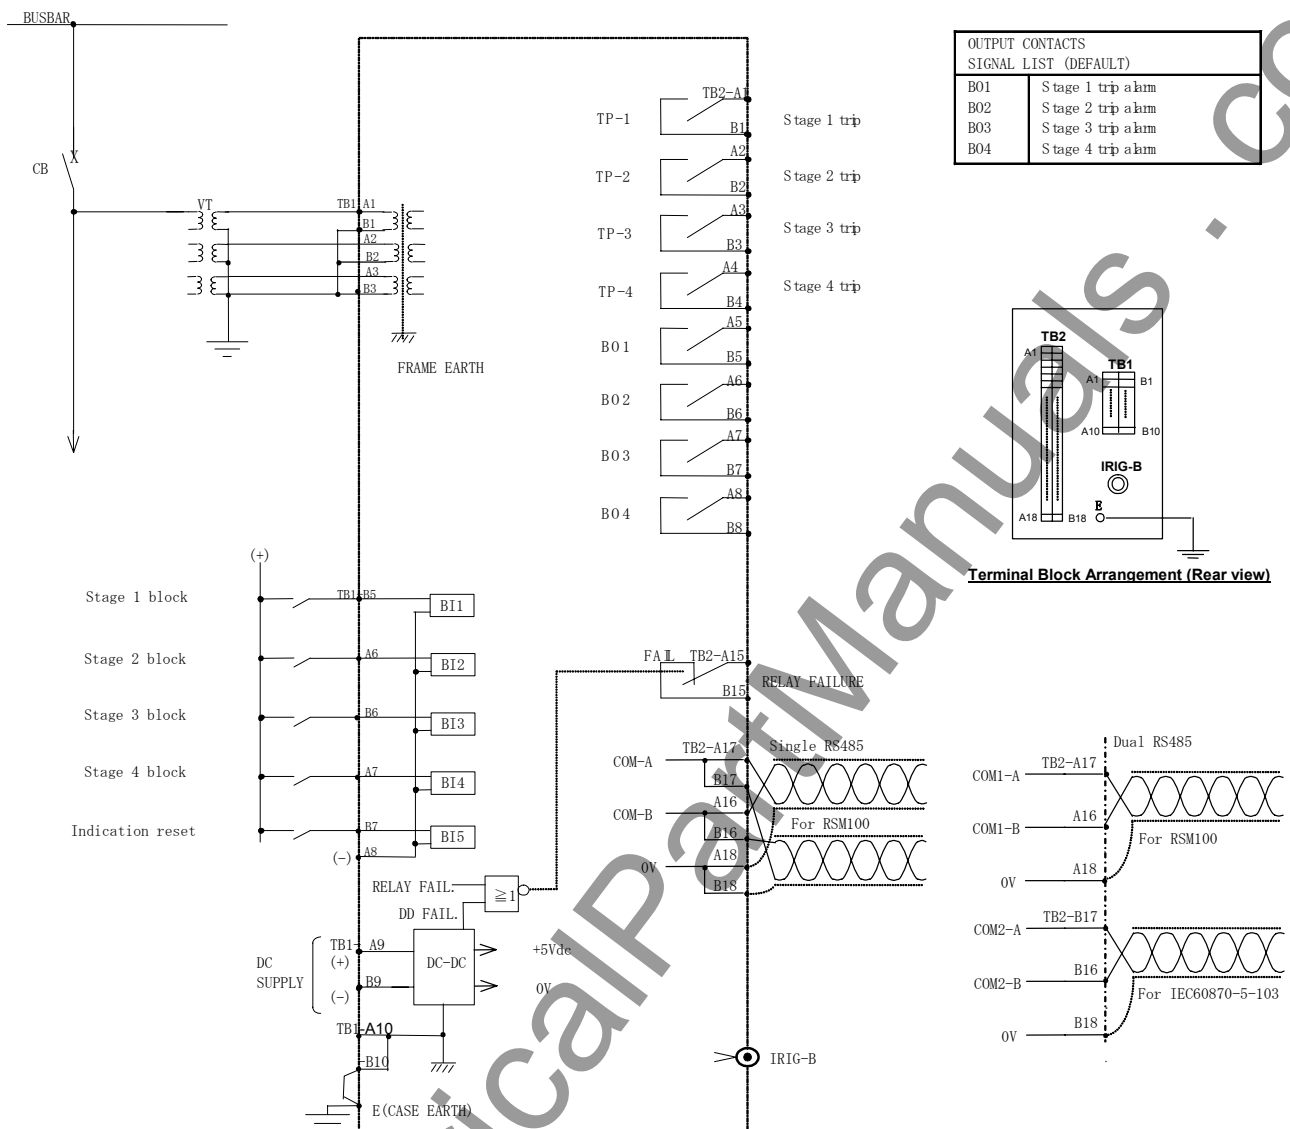 BUSBAR
CB
X
VT
TB1 A1
B1
A2
B2
A3
B3
FRAME EARTH
TP-1
TB2-A1
B1
Stage 1 trip
TP-2
A2
B2
Stage 2 trip
TP-3
A3
B3
Stage 3 trip
TP-4
A4
B4
Stage 4 trip
BO1
A5
B5
BO2
A6
B6
BO3
A7
B7
BO4
A8
B8
OUTPUT CONTACTS
SIGNAL LIST (DEFAULT)
BO1 Stage 1 trip alarm
BO2 Stage 2 trip alarm
BO3 Stage 3 trip alarm
BO4 Stage 4 trip alarm
TB2
A1
TB1
A1 B1
A10 B10
IRIG-B
E
A18 B18
Terminal Block Arrangement (Rear view)
(+)
Stage 1 block
TB1-B5
BI1
Stage 2 block
A6
BI2
Stage 3 block
B6
BI3
Stage 4 block
A7
BI4
Indication reset
B7
BI5
(-) A8
FAIL TB2-A15
B15
RELAY FAILURE
RELAY FAIL.
≧1
DD FAIL.
DC
SUPPLY
TB1- A9
(+)
(-) B9
DC-DC
+5Vdc
0V
TB1-A10
-B10
E(CASE EARTH)
COM-A
TB2-A17
B17
Single RS485
COM-B
A16
B16
For RSM100
0V
A18
B18
IRIG-B
Dual RS485
COM1-A
TB2-A17
COM1-B
A16
For RSM100
0V
A18
COM2-A
TB2-B17
COM2-B
B16
For IEC60870-5-103
0V
B18
icalPartManuals . co